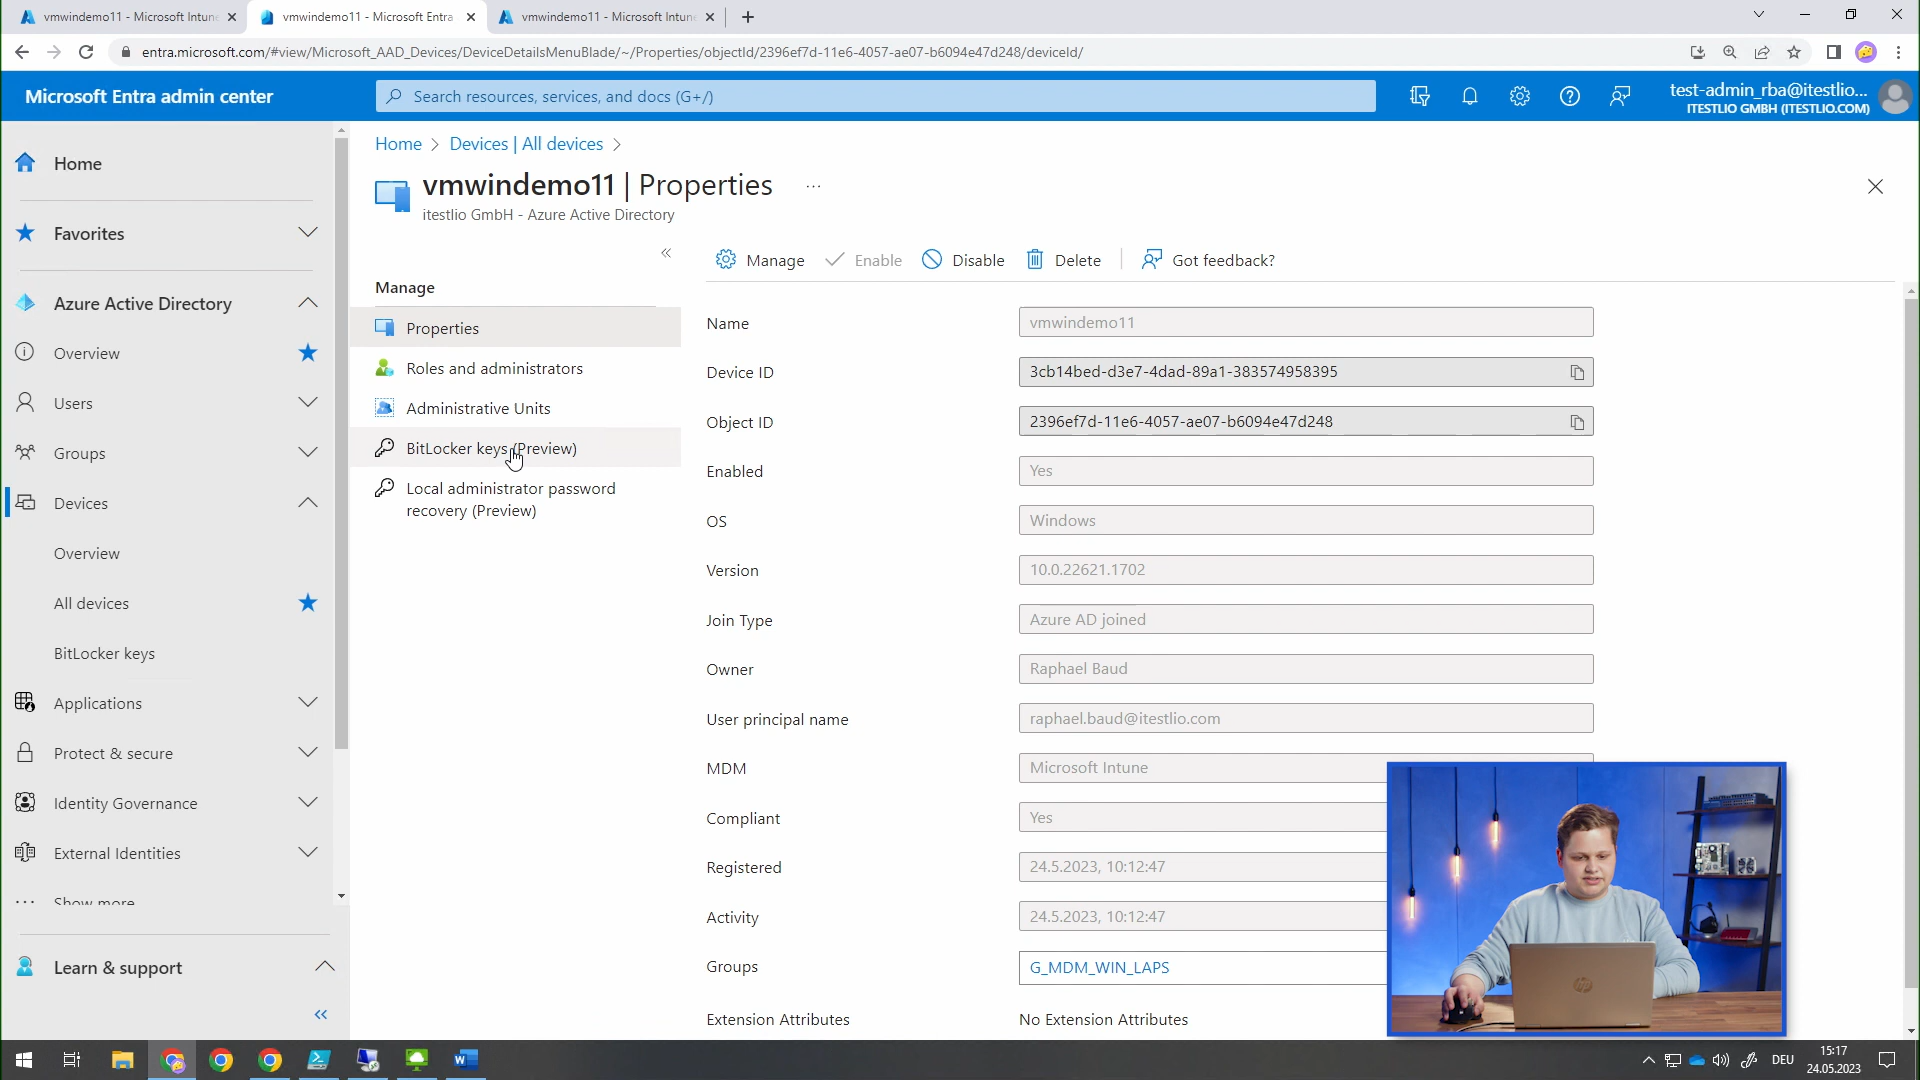 vmwindemo11 - Microsoft Intune
vmwindemo11 - Microsoft Entra
vmwindemo11 - Microsoft Intune
entra.microsoft.com/#view/Microsoft_AAD_Devices/DeviceDetailsMenuBlade/~/Properties/objectId/2396ef7d-11e6-4057-ae07-b6094e47d248/deviceId/
Microsoft Entra admin center
Search resources, services, and docs (G+/)
test-admin_rba@itestlio...
ITESTLIO GMBH (ITESTLIO.COM)
Home
Favorites
Azure Active Directory
Overview
Users
Groups
Devices
Overview
All devices
BitLocker keys
Applications
Protect & secure
Identity Governance
External Identities
Show more
Learn & support
Home > Devices | All devices >
vmwindemo11 | Properties ...
itestlio GmbH - Azure Active Directory
Manage
Properties
Roles and administrators
Administrative Units
BitLocker keys (Preview)
Local administrator password
recovery (Preview)
Manage Enable Disable Delete Got feedback?
Name vmwindemo11
Device ID 3cb14bed-d3e7-4dad-89a1-383574958395
Object ID 2396ef7d-11e6-4057-ae07-b6094e47d248
Enabled Yes
OS Windows
Version 10.0.22621.1702
Join Type Azure AD joined
Owner Raphael Baud
User principal name raphael.baud@itestlio.com
MDM Microsoft Intune
Compliant Yes
Registered 24.5.2023, 10:12:47
Activity 24.5.2023, 10:12:47
Groups G_MDM_WIN_LAPS
Extension Attributes No Extension Attributes
DEU
15:17
24.05.2023